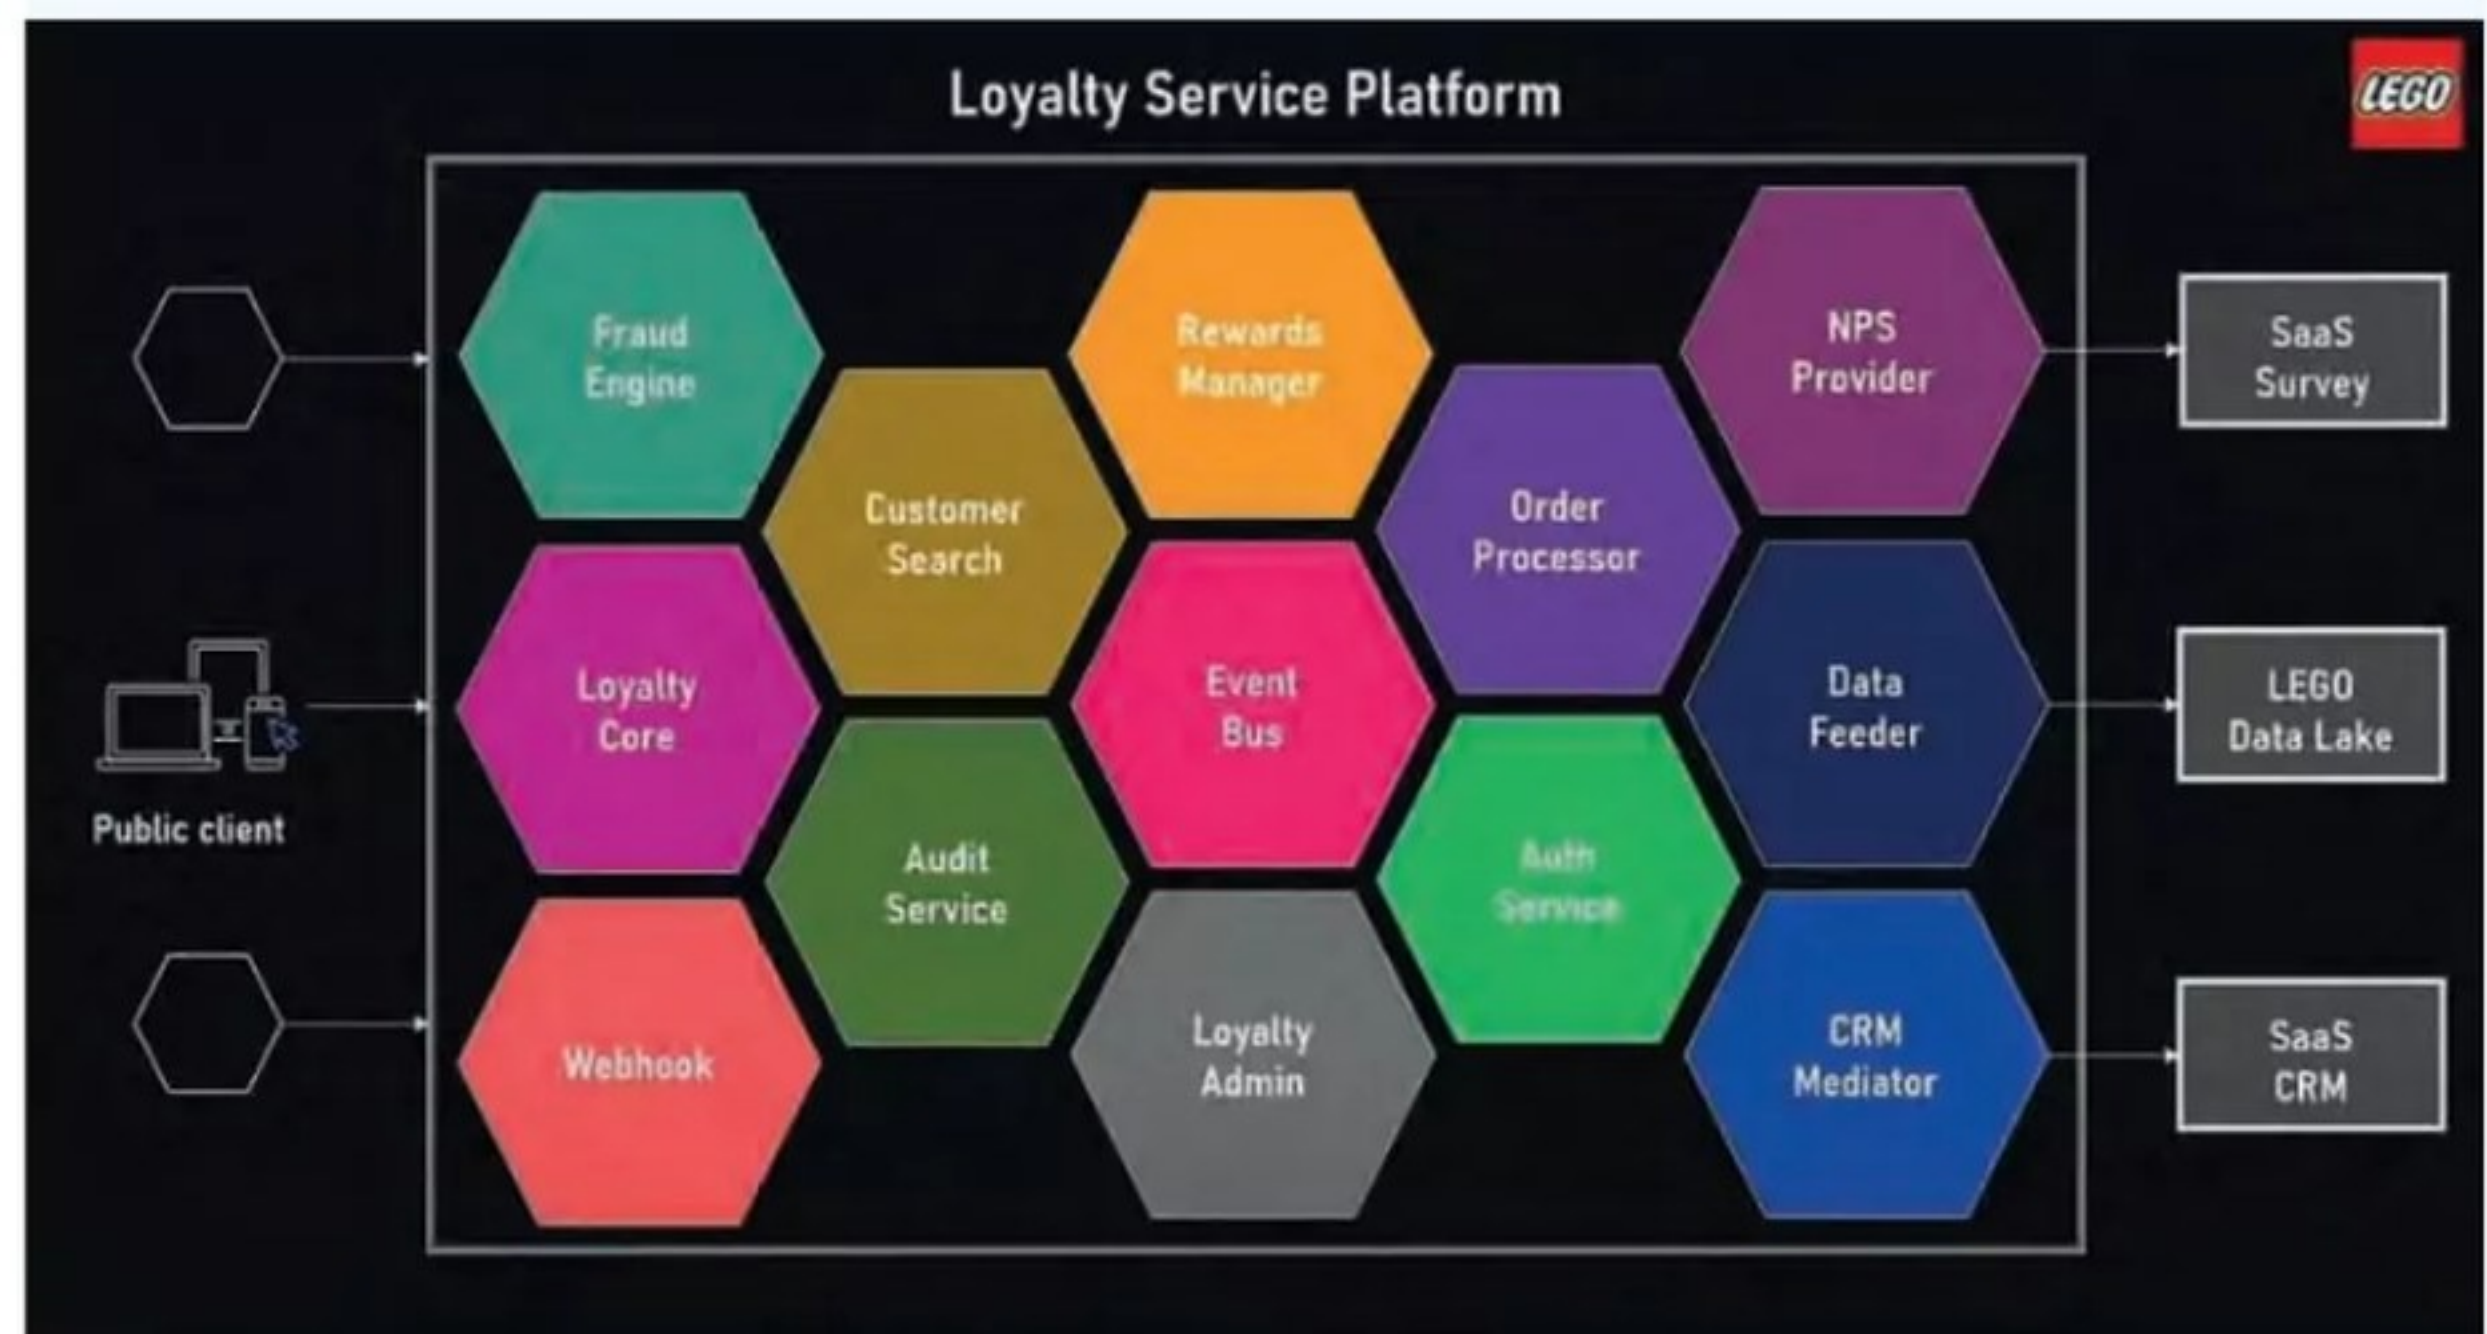 Loyalty Service Platform
LEGO
Fraud
Engine
Rewards
Manager
NPS
Provider
SaaS
Survey
Customer
Search
Order
Processor
Loyalty
Core
Event
Bus
Data
Feeder
LEGO
Data Lake
Public client
Audit
Service
Auth
Service
Webhook
Loyalty
Admin
CRM
Mediator
SaaS
CRM